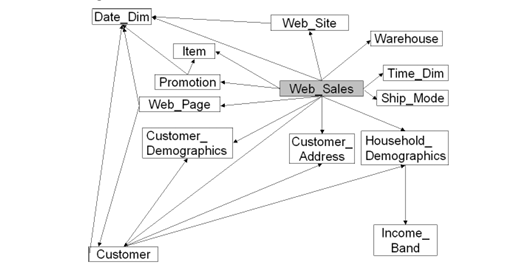 Date_Dim
Web_Site
Warehouse
Item
Time_Dim
Promotion
Web_Sales
Ship_Mode
Web_Page
Customer_
Demographics
Customer_
Address
Household_
Demographics
Income_
Band
Customer